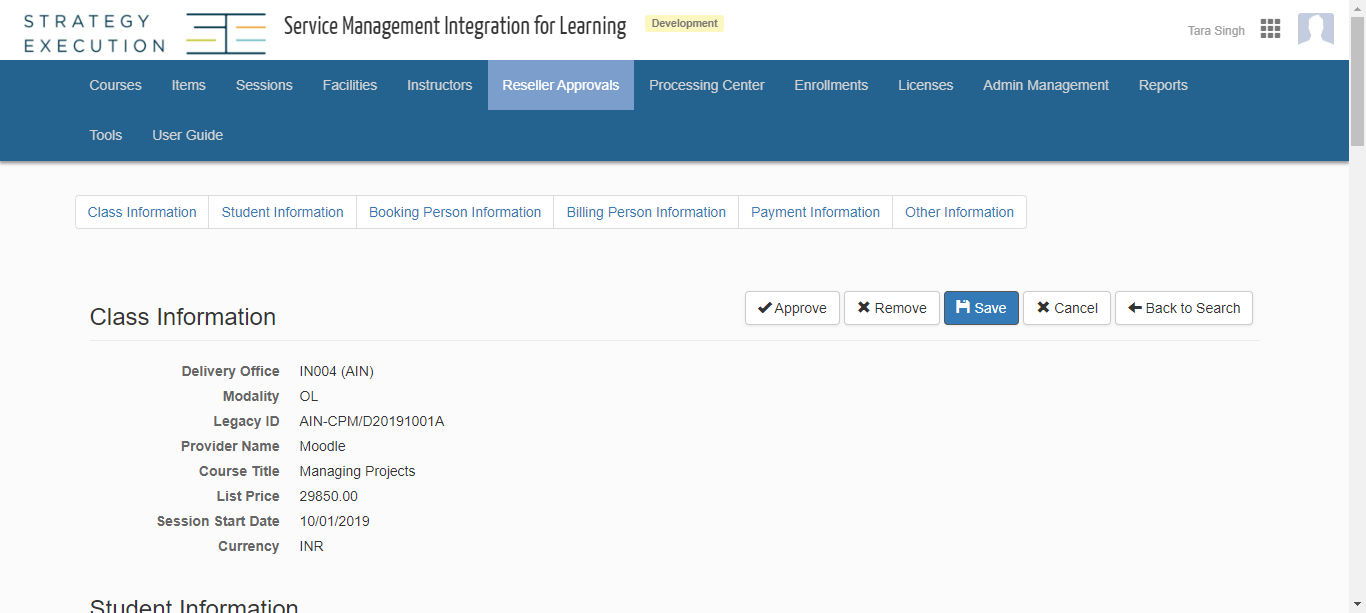 STRATEGY
EXECUTION
Service Management Integration for Learning
Development
Tara Singh
Courses Items Sessions Facilities Instructors Reseller Approvals Processing Center Enrollments Licenses Admin Management Reports
Tools User Guide
Class Information Student Information Booking Person Information Billing Person Information Payment Information Other Information
Class Information
Approve Remove Save Cancel Back to Search
Delivery Office IN004 (AIN)
Modality OL
Legacy ID AIN-CPM/D20191001A
Provider Name Moodle
Course Title Managing Projects
List Price 29850.00
Session Start Date 10/01/2019
Currency INR
Student Information